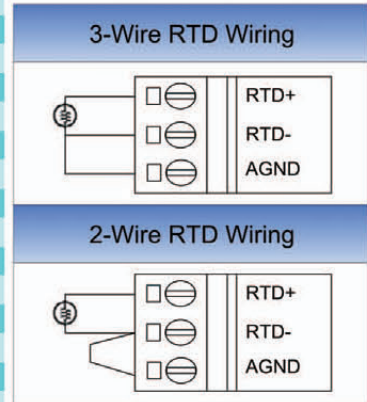 3-Wire RTD Wiring
RTD+
RTD-
AGND
2-Wire RTD Wiring
RTD+
RTD-
AGND